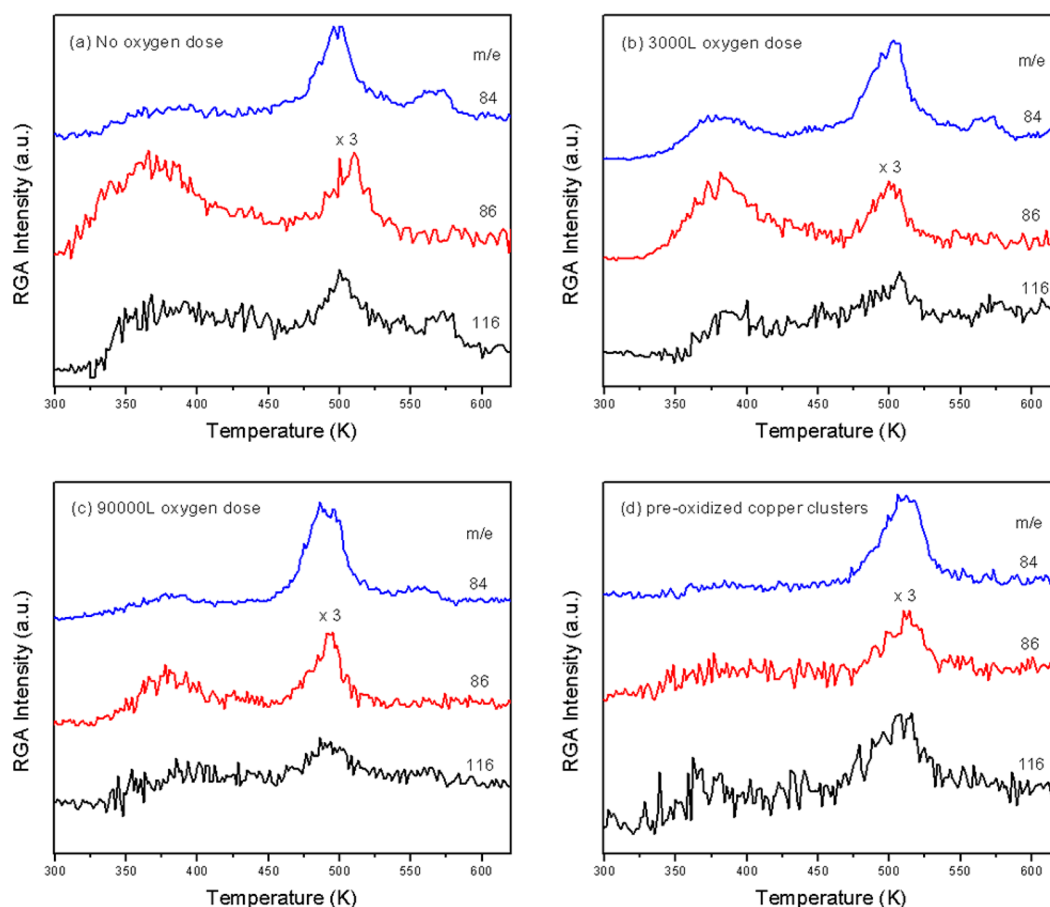 (a) No oxygen dose
m/e
84
x 3
86
116
RGA Intensity (a.u.)
300 350 400 450 500 550 600
Temperature (K)
(b) 3000L oxygen dose
m/e
84
x 3
86
116
RGA Intensity (a.u.)
300 350 400 450 500 550 600
Temperature (K)
(c) 90000L oxygen dose
m/e
84
x 3
86
116
RGA Intensity (a.u.)
300 350 400 450 500 550 600
Temperature (K)
(d) pre-oxidized copper clusters
m/e
84
x 3
86
116
RGA Intensity (a.u.)
300 350 400 450 500 550 600
Temperature (K)